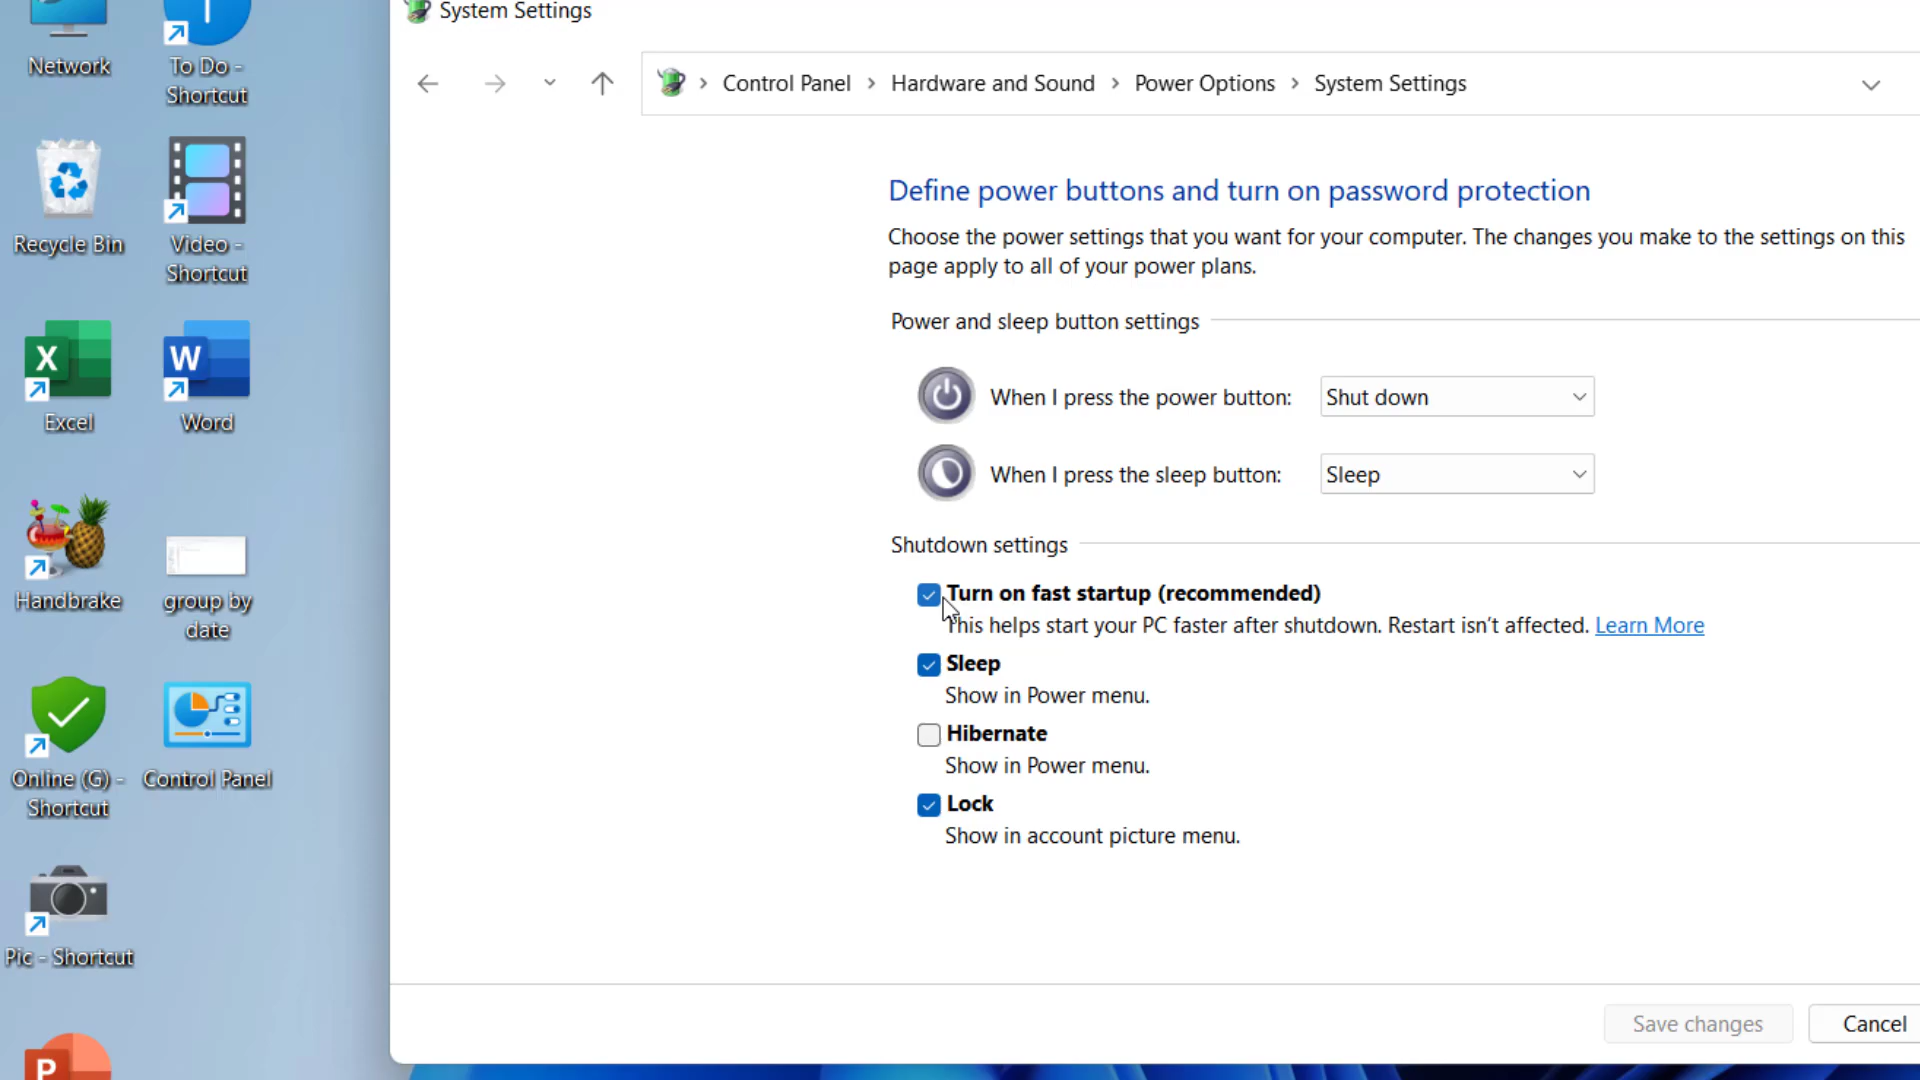 Network
To Do -
Shortcut
Recycle Bin
Video -
Shortcut
Excel
Word
Handbrake
group by
date
Online (G) -
Shortcut
Control Panel
Pic - Shortcut
P
System Settings
Control Panel > Hardware and Sound > Power Options > System Settings
Define power buttons and turn on password protection
Choose the power settings that you want for your computer. The changes you make to the settings on this
page apply to all of your power plans.
Power and sleep button settings
When I press the power button: Shut down
When I press the sleep button: Sleep
Shutdown settings
Turn on fast startup (recommended)
This helps start your PC faster after shutdown. Restart isn't affected. Learn More
Sleep
Show in Power menu.
Hibernate
Show in Power menu.
Lock
Show in account picture menu.
Save changes
Cancel